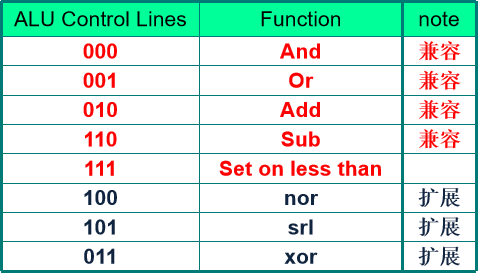 ALU Control Lines Function note
000 And 兼容
001 Or 兼容
010 Add 兼容
110 Sub 兼容
111 Set on less than
100 nor 扩展
101 srl 扩展
011 xor 扩展